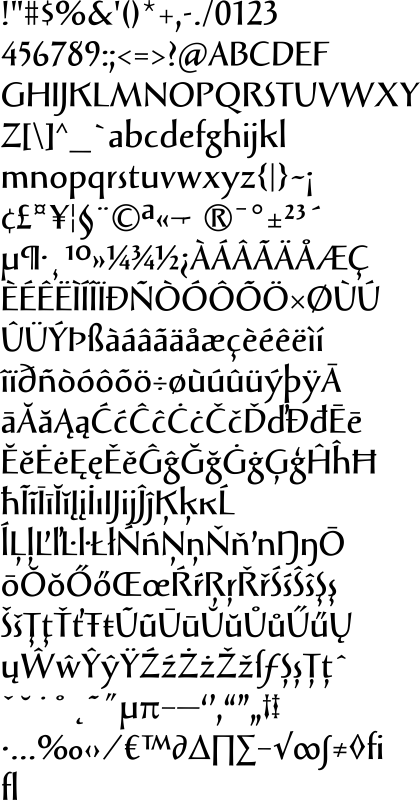 !"#$%&'()*+,-./0123
456789:;<=>?@ABCDEF
GHIJKLMNOPQRSTUVWXY
Z[\]^_`abcdefghijkl
mnopqrstuvwxyz{|}~¡
¢£¤¥¦§¨©ª«¬­®¯°±²³´
µ¶·¸¹º»¼¾½¿ÀÁÂÃÄÅÆÇ
ÈÉÊËÌÍÎÏÐÑÒÓÔÕÖ×ØÙÚ
ÛÜÝÞßàáâãäåæçèéêëìí
îïðñòóôõö÷øùúûüýþÿĀ
āĂăĄąĆćĈĉĊċČčĎďĐđĒē
ĔĕĖėĘęĚěĜĝĞğĠġĢģĤĥĦ
ħĨĩĪīĬĭĮįİıĲĳĴĵĶķĸĹ
ĺĻļĽľĿŀŁłŃńŅņŇňŉŊŋŌ
ōŎŏŐőŒœŔŕŖŗŘřŚśŜŝŞş
ŠšŢţŤťŦŧŨũŪūŬŭŮůŰűŲ
ųŴŵŶŷŸŹźŻżŽžſƒȘșȚțˆ
ˇ˘˙˚˛˜˝μπ–—‘’‚“”„†‡
•…‰‹›⁄€™∂∆∏∑−√∞∫≠◊ﬁ
ﬂ